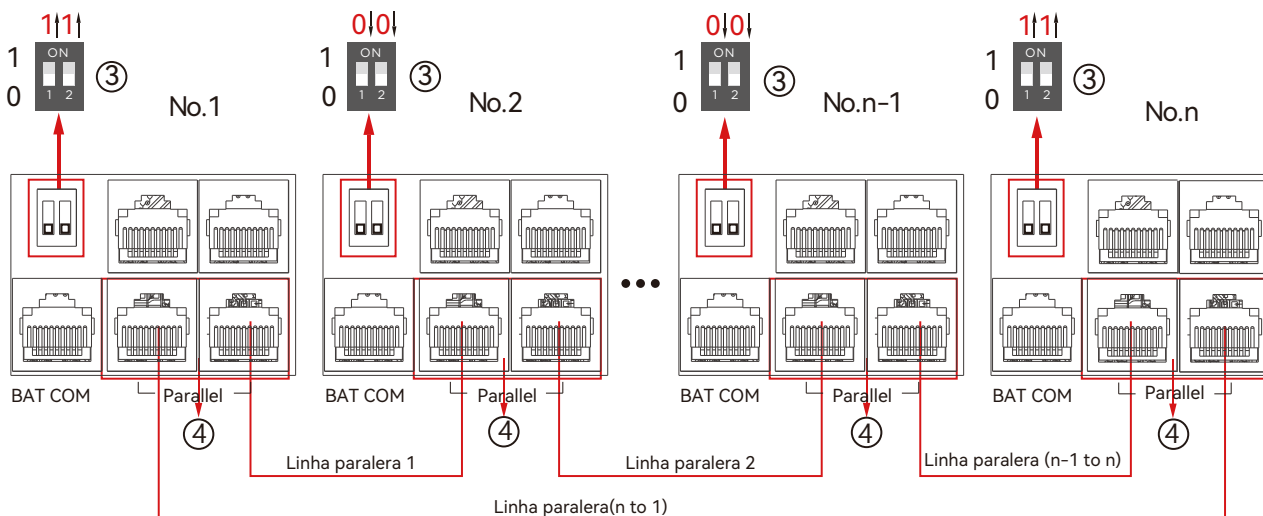 1↑1↑
ON
1
0
1 2
③
No.1
0↓0↓
ON
1
0
1 2
③
No.2
0↓0↓
ON
1
0
1 2
③
No.n-1
1↑1↑
ON
1
0
1 2
③
No.n
•••
BAT COM
Parallel
④
BAT COM
Parallel
④
BAT COM
Parallel
④
BAT COM
Parallel
④
Linha paralera 1
Linha paralera 2
Linha paralera (n-1 to n)
Linha paralera(n to 1)